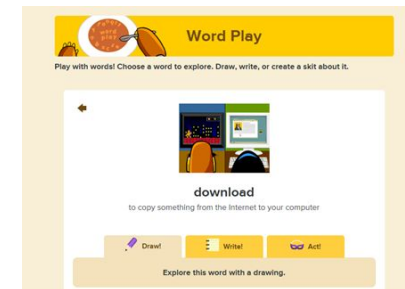 Word Play
Play with words! Choose a word to explore. Draw, write, or create a skit about it.
download
to copy something from the Internet to your computer
Draw! Write! Act!
Explore this word with a drawing.